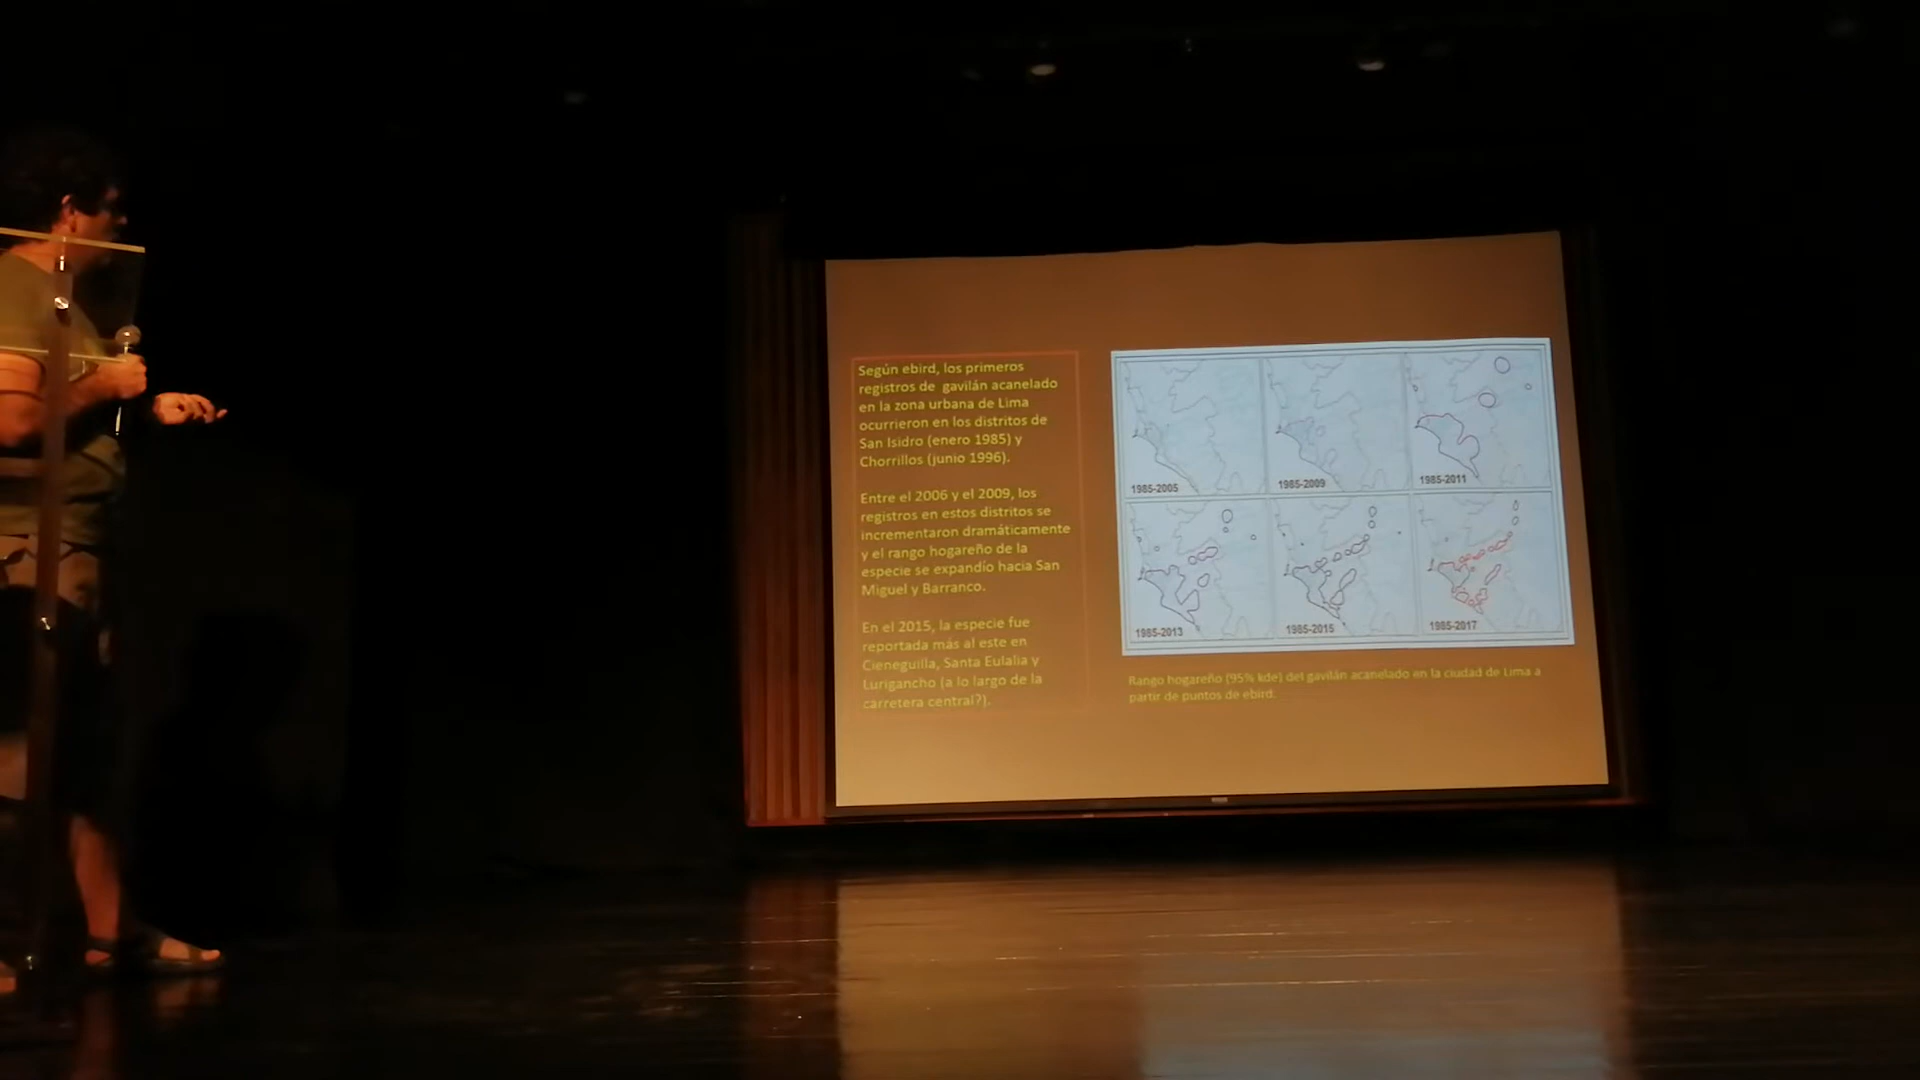 Según ebird, los primeros
registros de gavilán acanelado
en la zona urbana de Lima
ocurrieron en los distritos de
San Isidro (enero 1985) y
Chorrillos (junio 1996).
Entre el 2006 y el 2009, los
registros en estos distritos se
incrementaron dramáticamente
y el rango hogareño de la
especie se expandío hacia San
Miguel y Barranco.
En el 2015, la especie fue
reportada más al este en
Cieneguilla, Santa Eulalia y
Lurigancho (a lo largo de la
carretera central?).
1985-2005
1985-2009
1985-2011
1985-2013
1985-2015
1985-2017
Rango hogareño (95% kde) del gavilán acanelado en la ciudad de Lima a
partir de puntos de ebird.